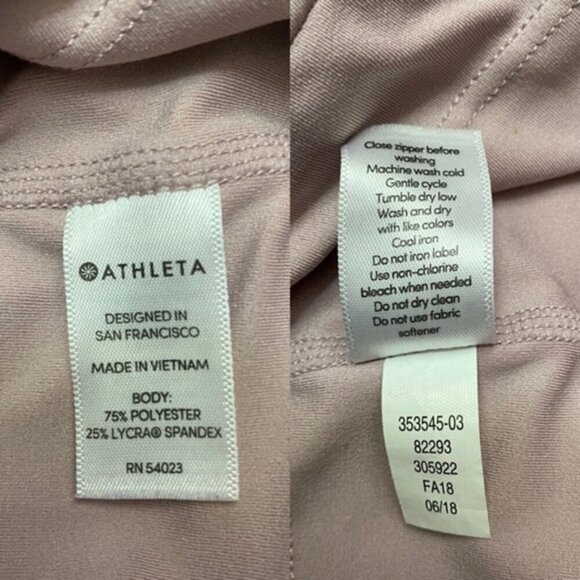 ATHLETA
DESIGNED IN
SAN FRANCISCO
MADE IN VIETNAM
BODY:
75% POLYESTER
25% LYCRA® SPANDEX
RN 54023
Close zipper before
washing
Machine wash cold
Gentle cycle
Tumble dry low
Wash and dry
with like colors
Cool iron
Do not iron label
Use non-chlorine
bleach when needed
Do not dry clean
Do not use fabric
softener
353545-03
82293
305922
FA18
06/18